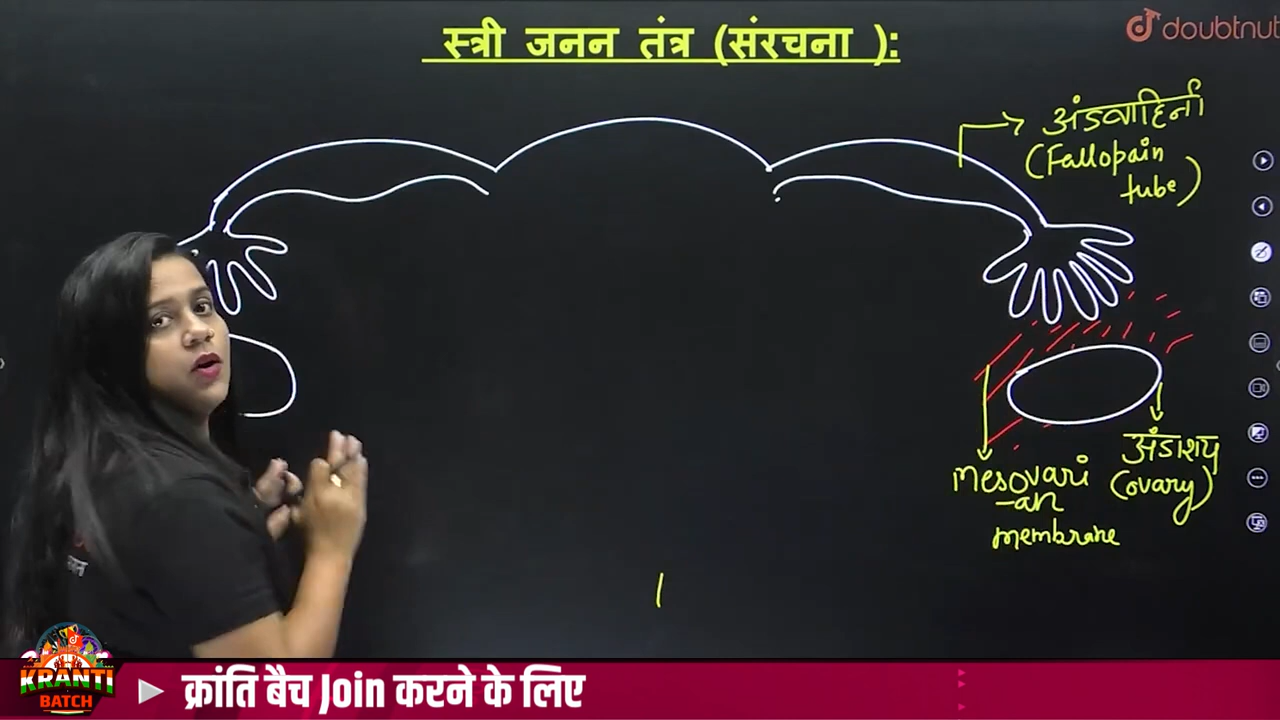 स्त्री जनन तंत्र (संरचना ):
doubtnut
अंडवाहिनी
(Fallopain
tube)
mesovari
-an
membrane
अंडाशय
(ovary)
KRANTI
BATCH
क्रांति बैच Join करने के लिए